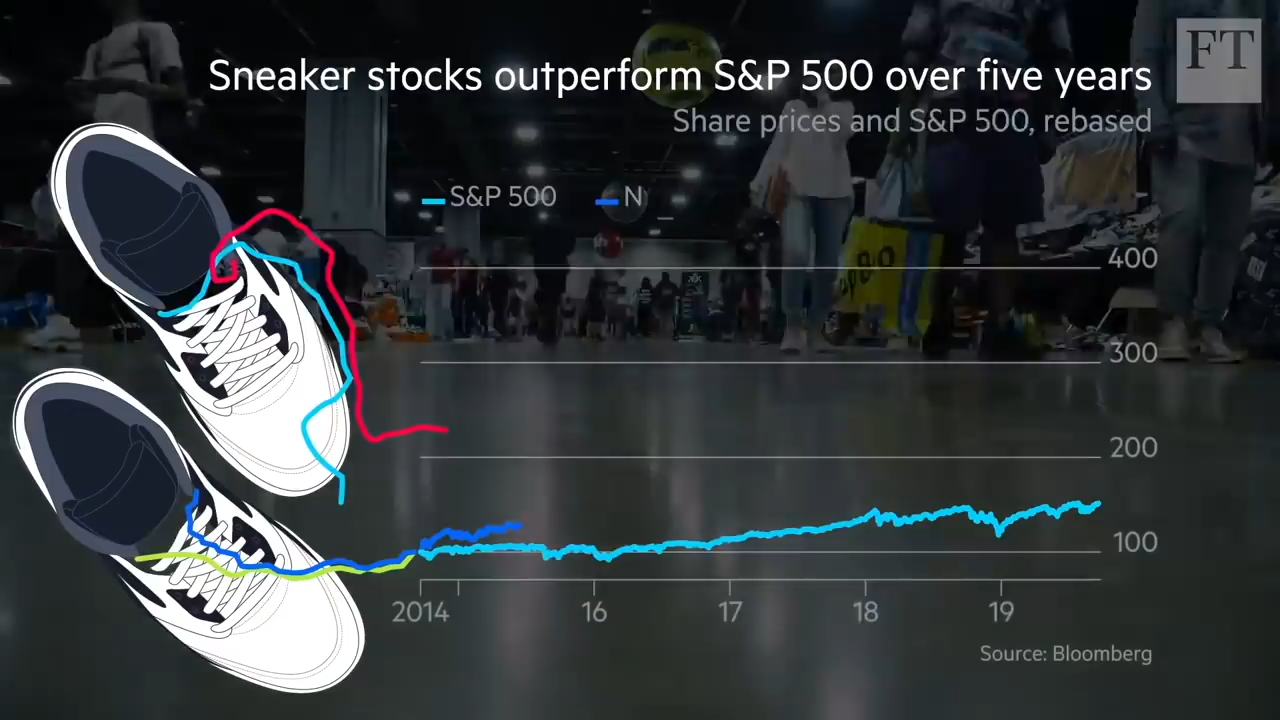 FT
Sneaker stocks outperform S&P 500 over five years
Share prices and S&P 500, rebased
S&P 500 N
400
300
200
100
2014 16 17 18 19
Source: Bloomberg